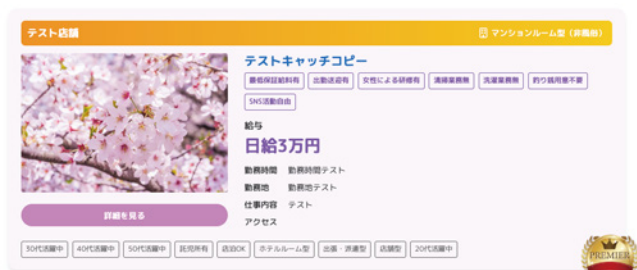 テスト店舗
マンションルーム型（非風俗）
テストキャッチコピー
最低保証給料有 出勤送迎有 女性による研修有 清掃業務無 洗濯業務無 釣り銭用意不要
SNS活動自由
給与
日給3万円
勤務時間 勤務時間テスト
勤務地 勤務地テスト
仕事内容 テスト
アクセス
詳細を見る
30代活躍中 40代活躍中 50代活躍中 託児所有 店泊OK ホテルルーム型 出張・派遣型 店舗型 20代活躍中
PREMIER